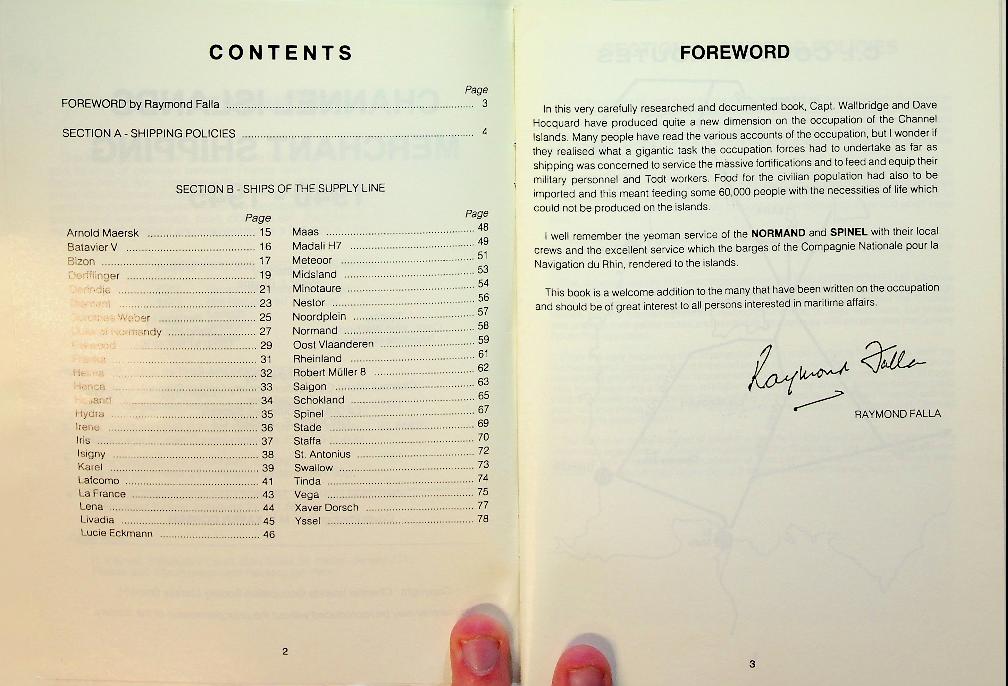 CONTENTS
Page
FOREWORD by Raymond Falla 3
SECTION A - SHIPPING POLICIES 4
SECTION B - SHIPS OF THE SUPPLY LINE
Page
Arnold Maersk 15
Batavier V 16
Bizon 17
Derfflinger 19
21
23
Weber 25
Normandy 27
29
31
32
33
34
Hydra 35
Irene 36
Iris 37
Isigny 38
Karel 39
Lafcomo 41
La France 43
Lena 44
Livadia 45
Lucie Eckmann 46
Page
Maas 48
Madali H7 49
Meteoor 51
Midsland 53
Minotaure 54
Nestor 56
Noordplein 57
Normand 58
Oost Vlaanderen 59
Rheinland 61
Robert Müller 8 62
Saigon 63
Schokland 65
Spinel 67
Stade 69
Staffa 70
St. Antonius 72
Swallow 73
Tinda 74
Vega 75
Xaver Dorsch 77
Yssel 78
2
FOREWORD
In this very carefully researched and documented book, Capt. Wallbridge and Dave
Hocquard have produced quite a new dimension on the occupation of the Channel
Islands. Many people have read the various accounts of the occupation, but I wonder if
they realised what a gigantic task the occupation forces had to undertake as far as
shipping was concerned to service the massive fortifications and to feed and equip their
military personnel and Todt workers. Food for the civilian population had also to be
imported and this meant feeding some 60,000 people with the necessities of life which
could not be produced on the islands.
I well remember the yeoman service of the NORMAND and SPINEL with their local
crews and the excellent service which the barges of the Compagnie Nationale pour la
Navigation du Rhin, rendered to the islands.
This book is a welcome addition to the many that have been written on the occupation
and should be of great interest to all persons interested in maritime affairs.
Raymond Falla
RAYMOND FALLA
3